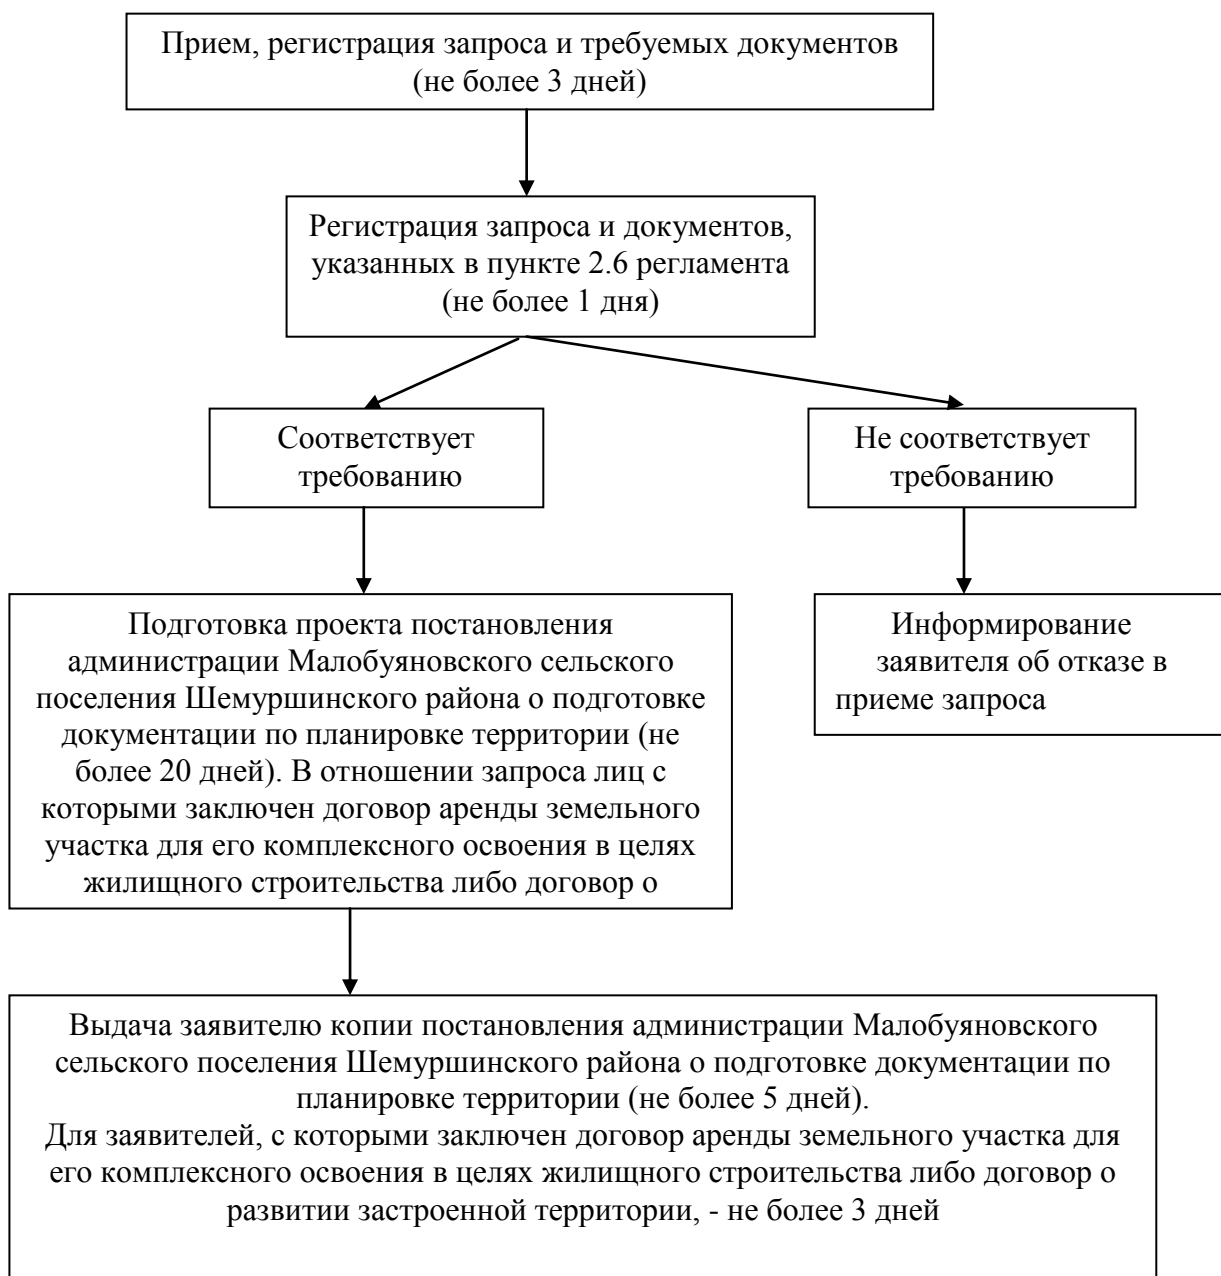 Прием, регистрация запроса и требуемых документов
(не более 3 дней)
Регистрация запроса и документов,
указанных в пункте 2.6 регламента
(не более 1 дня)
Соответствует
требованию
Не соответствует
требованию
Подготовка проекта постановления
администрации Малобуяновского сельского
поселения Шемуршинского района о подготовке
документации по планировке территории (не
более 20 дней). В отношении запроса лиц с
которыми заключен договор аренды земельного
участка для его комплексного освоения в целях
жилищного строительства либо договор о
Информирование
заявителя об отказе в
приеме запроса
Выдача заявителю копии постановления администрации Малобуяновского
сельского поселения Шемуршинского района о подготовке документации по
планировке территории (не более 5 дней).
Для заявителей, с которыми заключен договор аренды земельного участка для
его комплексного освоения в целях жилищного строительства либо договор о
развитии застроенной территории, - не более 3 дней